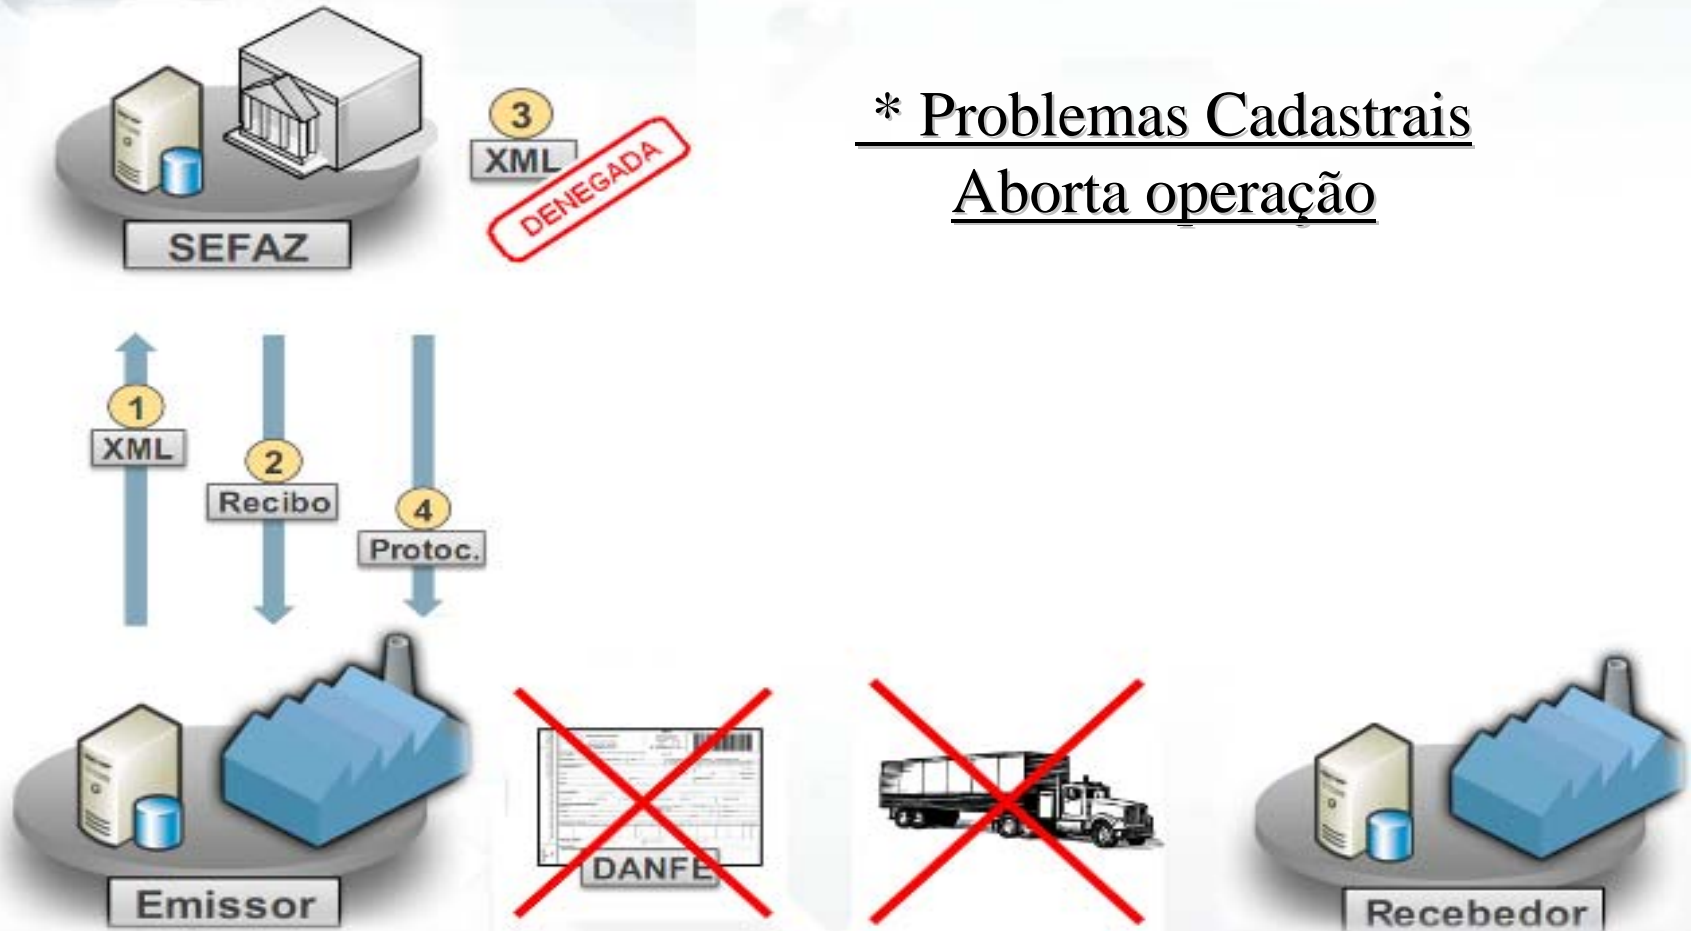 * Problemas Cadastrais
Aborta operação
3
XML
DENEGADA
SEFAZ
1
XML
2
Recibo
4
Protoc.
DANFE
Emissor
Recebedor